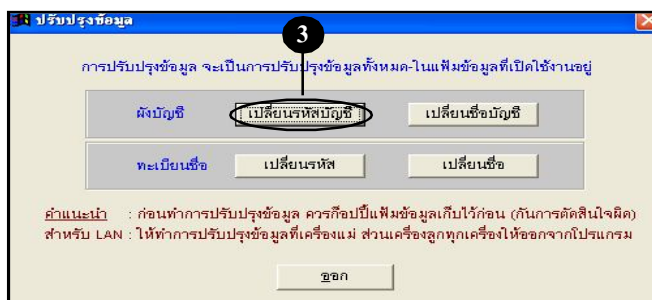 ปรับปรุงข้อมูล
3
การปรับปรุงข้อมูล จะเป็นการปรับปรุงข้อมูลทั้งหมด-ในแฟ้มข้อมูลที่เปิดใช้งานอยู่
ผังบัญชี เปลี่ยนรหัสบัญชี เปลี่ยนชื่อบัญชี
ทะเบียนชื่อ เปลี่ยนรหัส เปลี่ยนชื่อ
คำแนะนำ : ก่อนทำการปรับปรุงข้อมูล ควรก๊อปปี้แฟ้มข้อมูลเก็บไว้ก่อน (กันการตัดสินใจผิด)
สำหรับ LAN : ให้ทำการปรับปรุงข้อมูลที่เครื่องแม่ ส่วนเครื่องลูกทุกเครื่องให้ออกจากโปรแกรม
ออก